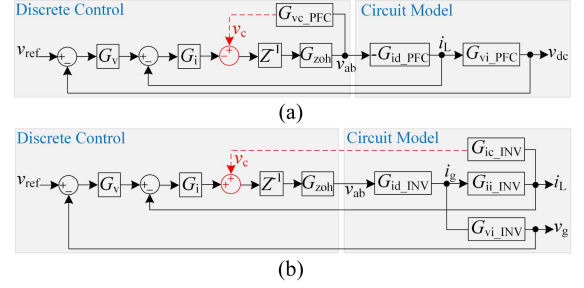 Discrete Control Circuit Model
G_vc_PFC
v_c
v_ref + − G_v + − G_i − Z⁻¹ G_zoh v_ab -G_id_PFC i_L G_vi_PFC v_dc
(a)
Discrete Control Circuit Model
v_c G_ic_INV
v_ref + − G_v + − G_i + + Z⁻¹ G_zoh v_ab G_id_INV i_g G_ii_INV i_L
G_vi_INV v_g
(b)